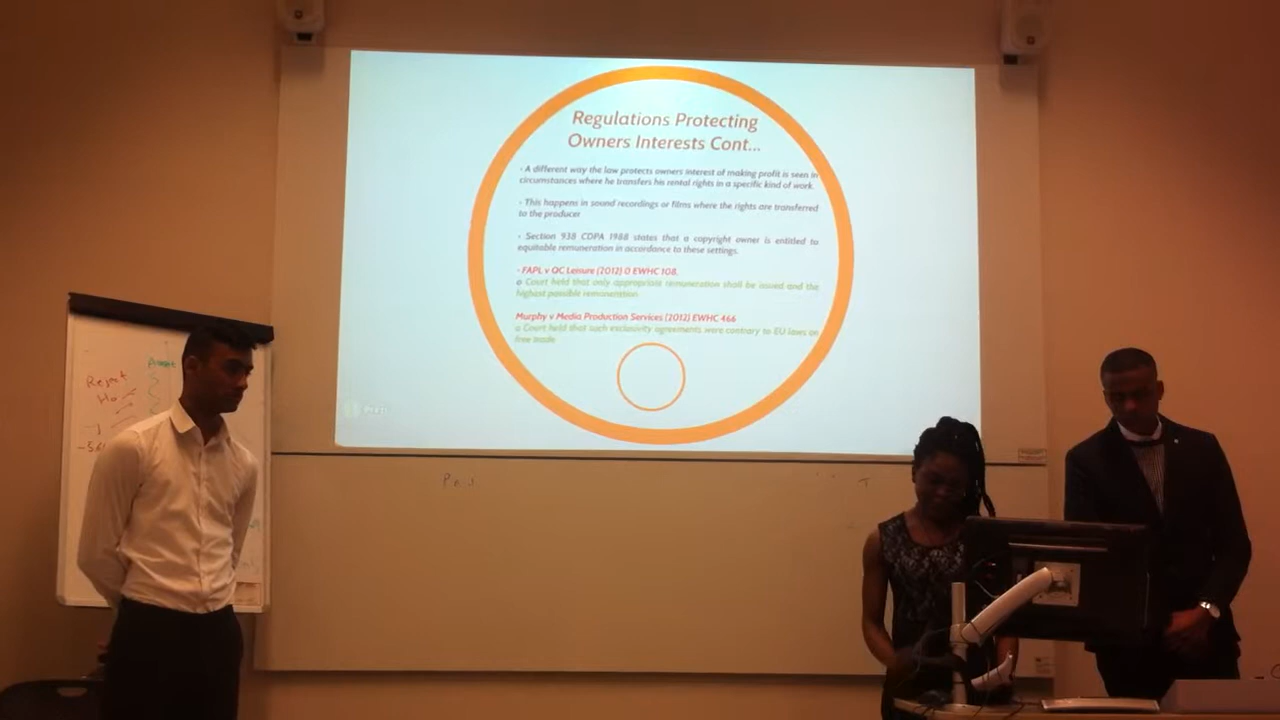 Regulations Protecting
Owners Interests Cont...
- A different way the law protects owners interest of making profit is seen in
circumstances where he transfers his rental rights in a specific kind of work.
- This happens in sound recordings or films where the rights are transferred
to the producer
- Section 93B CDPA 1988 states that a copyright owner is entitled to
equitable remuneration in accordance to these settings.
- FAPL v QC Leisure (2012) 0 EWHC 108.
o Court held that only appropriate remuneration shall be issued and the
highest possible remuneration
Murphy v Media Production Services (2012) EWHC 466
o Court held that such exclusivity agreements were contrary to EU laws on
free trade
Prezi
Reject
Ho
Accept